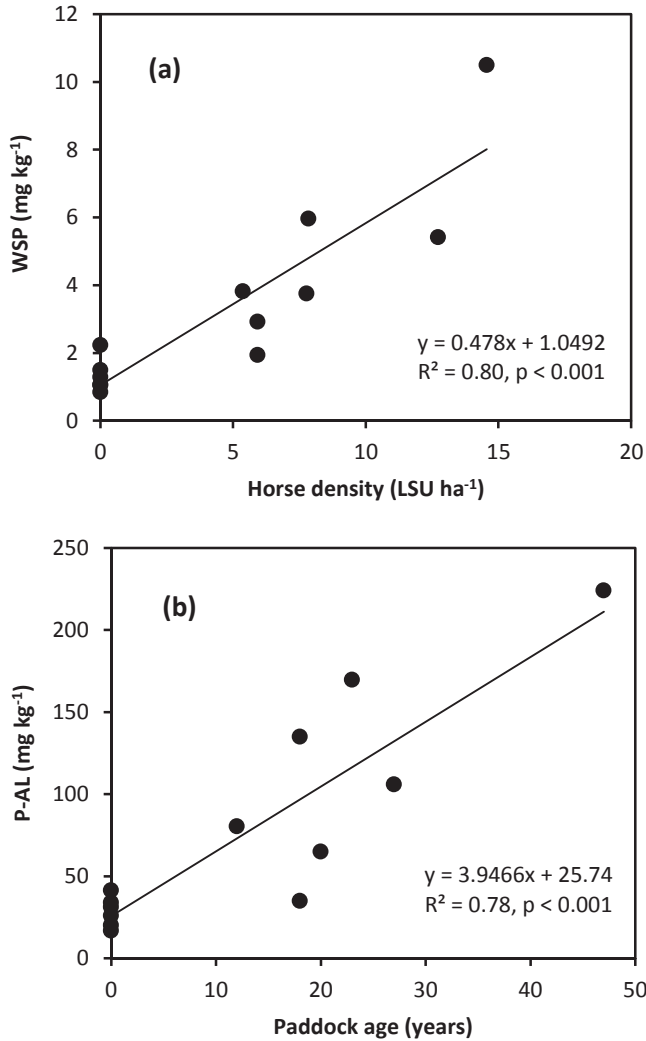 (a)
WSP (mg kg⁻¹)
12
10
8
6
4
2
0
y = 0.478x + 1.0492
R² = 0.80, p < 0.001
0 5 10 15 20
Horse density (LSU ha⁻¹)
(b)
P-AL (mg kg⁻¹)
250
200
150
100
50
0
y = 3.9466x + 25.74
R² = 0.78, p < 0.001
0 10 20 30 40 50
Paddock age (years)